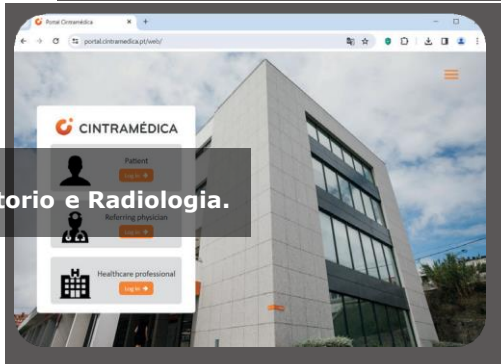 Portal Cintramédica
portal.cintramedica.pt/web/
CINTRAMÉDICA
Patient
Log in
torio e Radiologia.
Referring physician
Log in
Healthcare professional
Log in